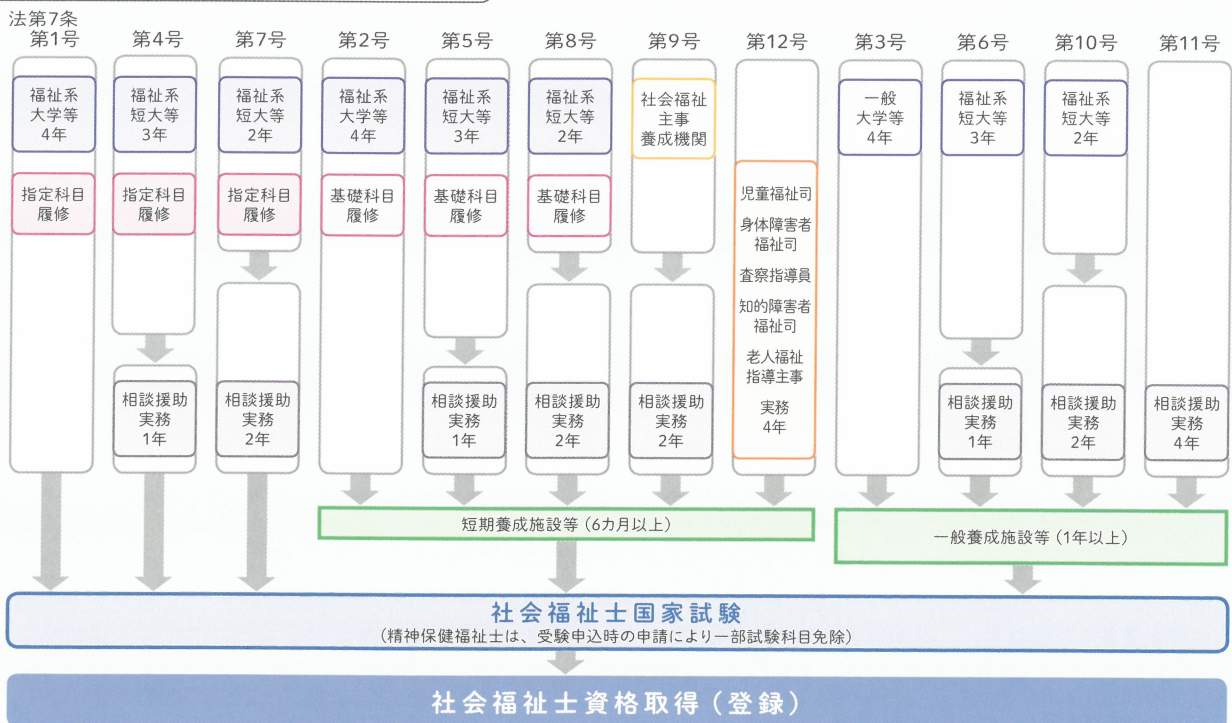 法第7条
第1号
第4号
第7号
第2号
第5号
第8号
第9号
第12号
第3号
第6号
第10号
第11号
福祉系
大学等
4年
福祉系
短大等
3年
福祉系
短大等
2年
福祉系
大学等
4年
福祉系
短大等
3年
福祉系
短大等
2年
社会福祉
主事
養成機関
一般
大学等
4年
福祉系
短大等
3年
福祉系
短大等
2年
指定科目
履修
指定科目
履修
指定科目
履修
基礎科目
履修
基礎科目
履修
基礎科目
履修
児童福祉司
身体障害者
福祉司
査察指導員
知的障害者
福祉司
老人福祉
指導主事
実務
4年
相談援助
実務
1年
相談援助
実務
2年
相談援助
実務
1年
相談援助
実務
2年
相談援助
実務
2年
相談援助
実務
1年
相談援助
実務
2年
相談援助
実務
4年
短期養成施設等(6カ月以上)
一般養成施設等(1年以上)
社会福祉士国家試験
(精神保健福祉士は、受験申込時の申請により一部試験科目免除)
社会福祉士資格取得(登録)